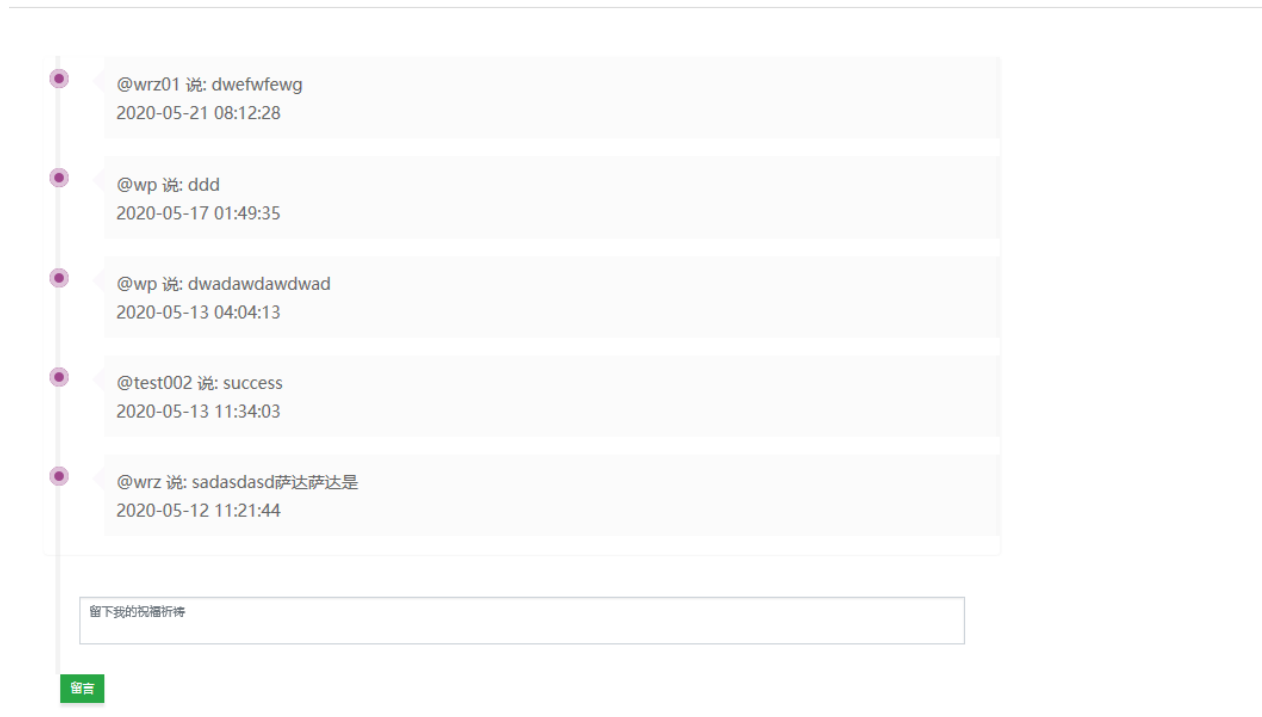 @wrz01 说: dwefwfewg
2020-05-21 08:12:28
@wp 说: ddd
2020-05-17 01:49:35
@wp 说: dwadawdawdwad
2020-05-13 04:04:13
@test002 说: success
2020-05-13 11:34:03
@wrz 说: sadasdasd萨达萨达是
2020-05-12 11:21:44
留下我的祝福祈祷
留言